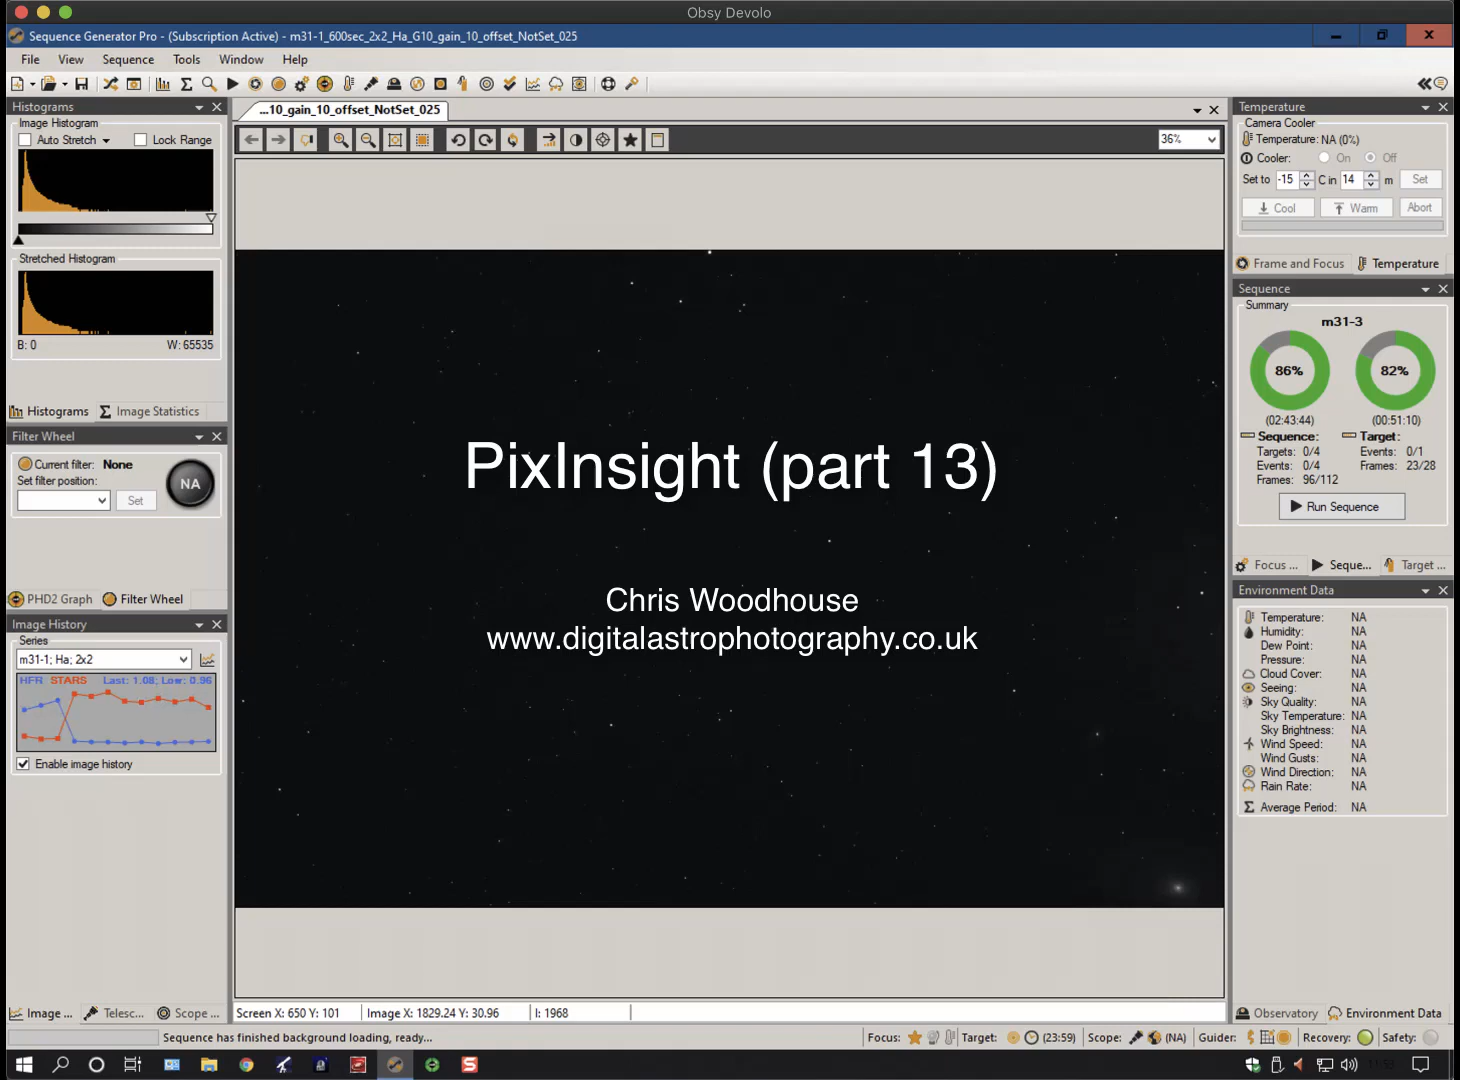 Obsy Devolo
Sequence Generator Pro - (Subscription Active) - m31-1_600sec_2x2_Ha_G10_gain_10_offset_NotSet_025
File View Sequence Tools Window Help
Histograms
Image Histogram
Auto Stretch Lock Range
Stretched Histogram
B: 0 W: 65535
Histograms Image Statistics
Filter Wheel
Current filter: None
Set filter position:
Set
NA
PHD2 Graph Filter Wheel
Image History
Series
m31-1; Ha; 2x2
HFR STARS Last: 1.08; Low: 0.96
Enable image history
Image ... Telesc... Scope ...
...10_gain_10_offset_NotSet_025
36%
PixInsight (part 13)
Chris Woodhouse
www.digitalastrophotography.co.uk
Screen X: 650 Y: 101 Image X: 1829.24 Y: 30.96 I: 1968
Temperature
Camera Cooler
Temperature: NA (0%)
Cooler: On Off
Set to -15 C in 14 m Set
Cool Warm Abort
Frame and Focus Temperature
Sequence
Summary
m31-3
86% 82%
(02:43:44) (00:51:10)
Sequence: Target:
Targets: 0/4 Events: 0/1
Events: 0/4 Frames: 23/28
Frames: 96/112
Run Sequence
Focus ... Seque... Target ...
Environment Data
Temperature: NA
Humidity: NA
Dew Point: NA
Pressure: NA
Cloud Cover: NA
Seeing: NA
Sky Quality: NA
Sky Temperature: NA
Sky Brightness: NA
Wind Speed: NA
Wind Gusts: NA
Wind Direction: NA
Rain Rate: NA
Average Period: NA
Observatory Environment Data
Sequence has finished background loading, ready...
Focus: Target: (23:59) Scope: (NA) Guider: Recovery: Safety: